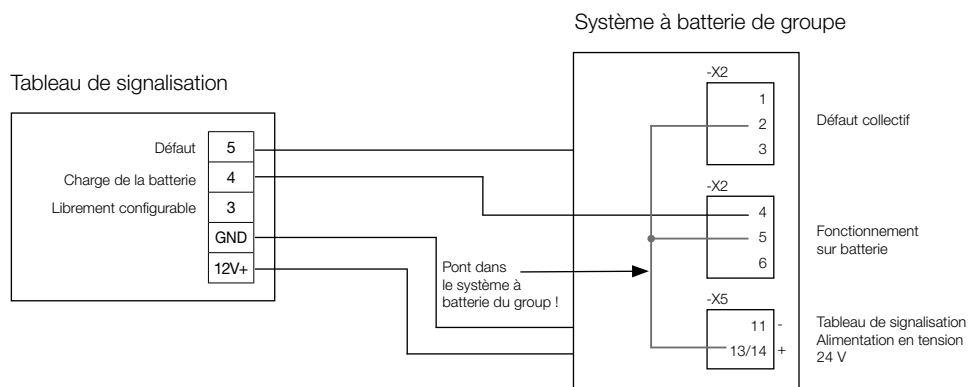 Système à batterie de groupe
Tableau de signalisation
Défaut 5
Charge de la batterie 4
Librement configurable 3
GND
12V+
Pont dans
le système à
batterie du group !
-X2
1
2
3
Défaut collectif
-X2
4
5
6
Fonctionnement
sur batterie
-X5
11 -
13/14 +
Tableau de signalisation
Alimentation en tension
24 V